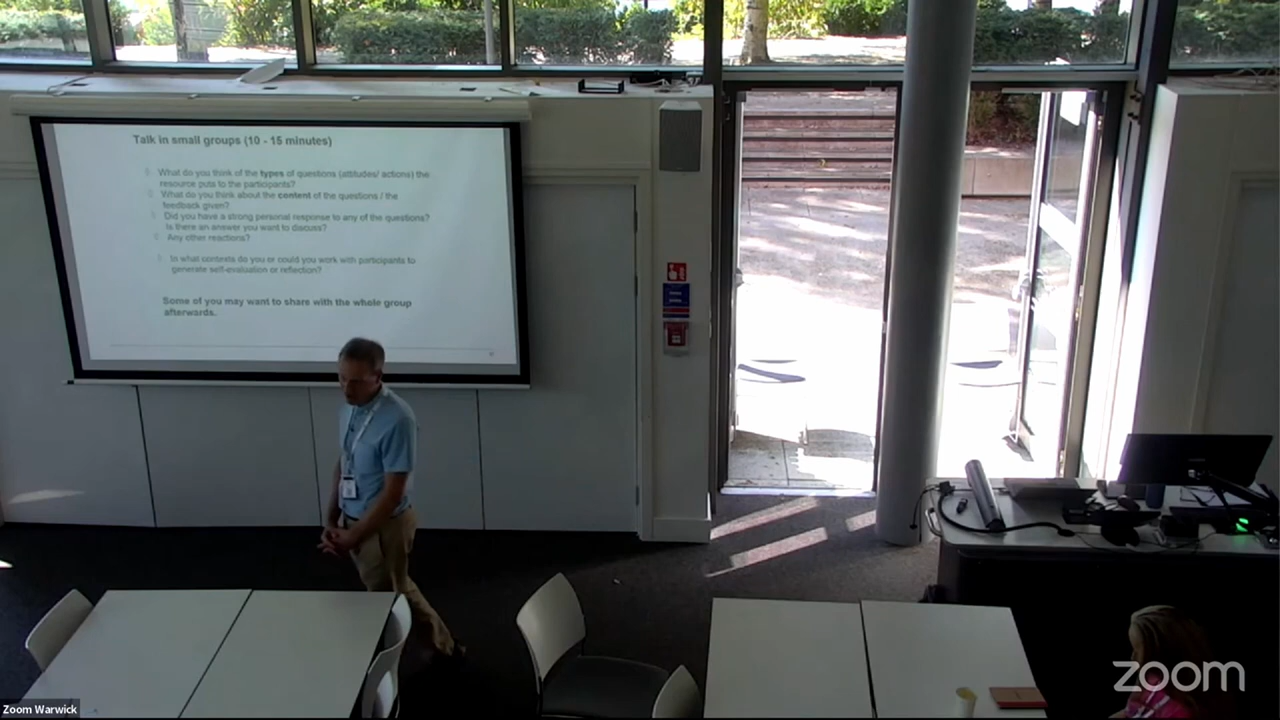 Talk in small groups (10 - 15 minutes)
What do you think of the types of questions (attitudes/ actions) the
resource puts to the participants?
What do you think about the content of the questions / the
feedback given?
Did you have a strong personal response to any of the questions?
Is there an answer you want to discuss?
Any other reactions?
In what contexts do you or could you work with participants to
generate self-evaluation or reflection?
Some of you may want to share with the whole group
afterwards.
zoom
Zoom Warwick